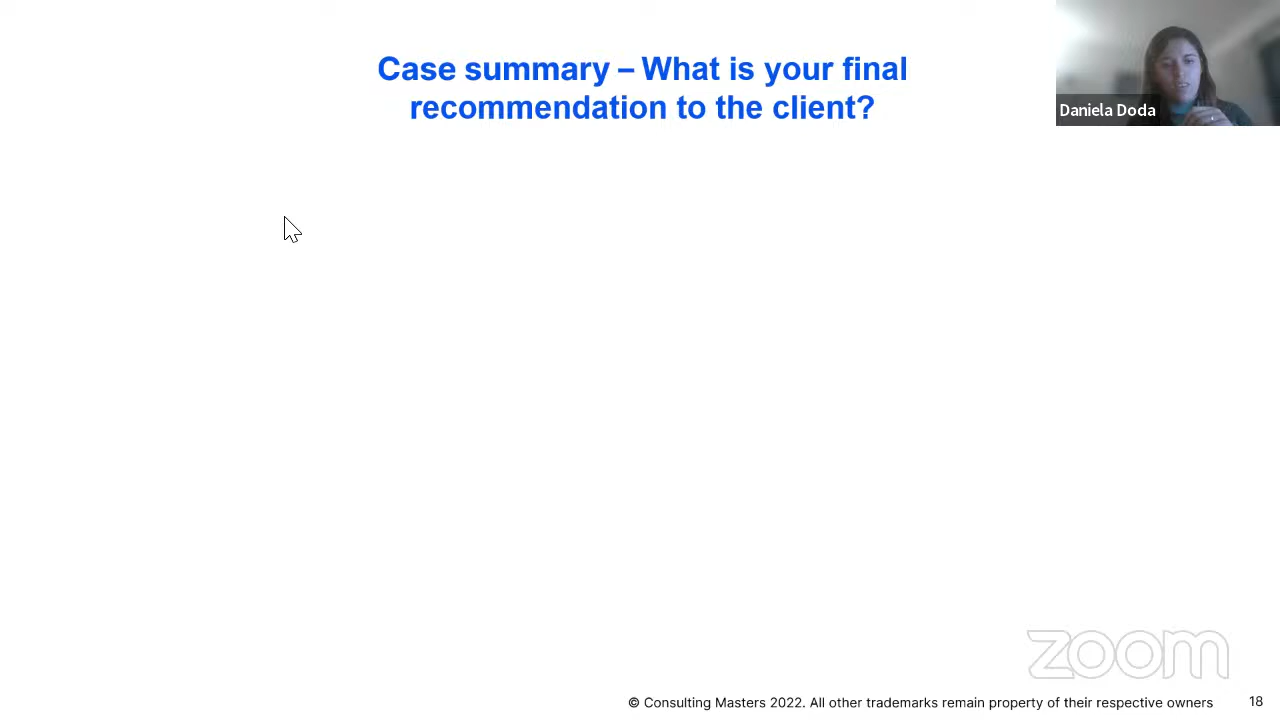 Case summary – What is your final
recommendation to the client?
Daniela Doda
zoom
© Consulting Masters 2022. All other trademarks remain property of their respective owners
18